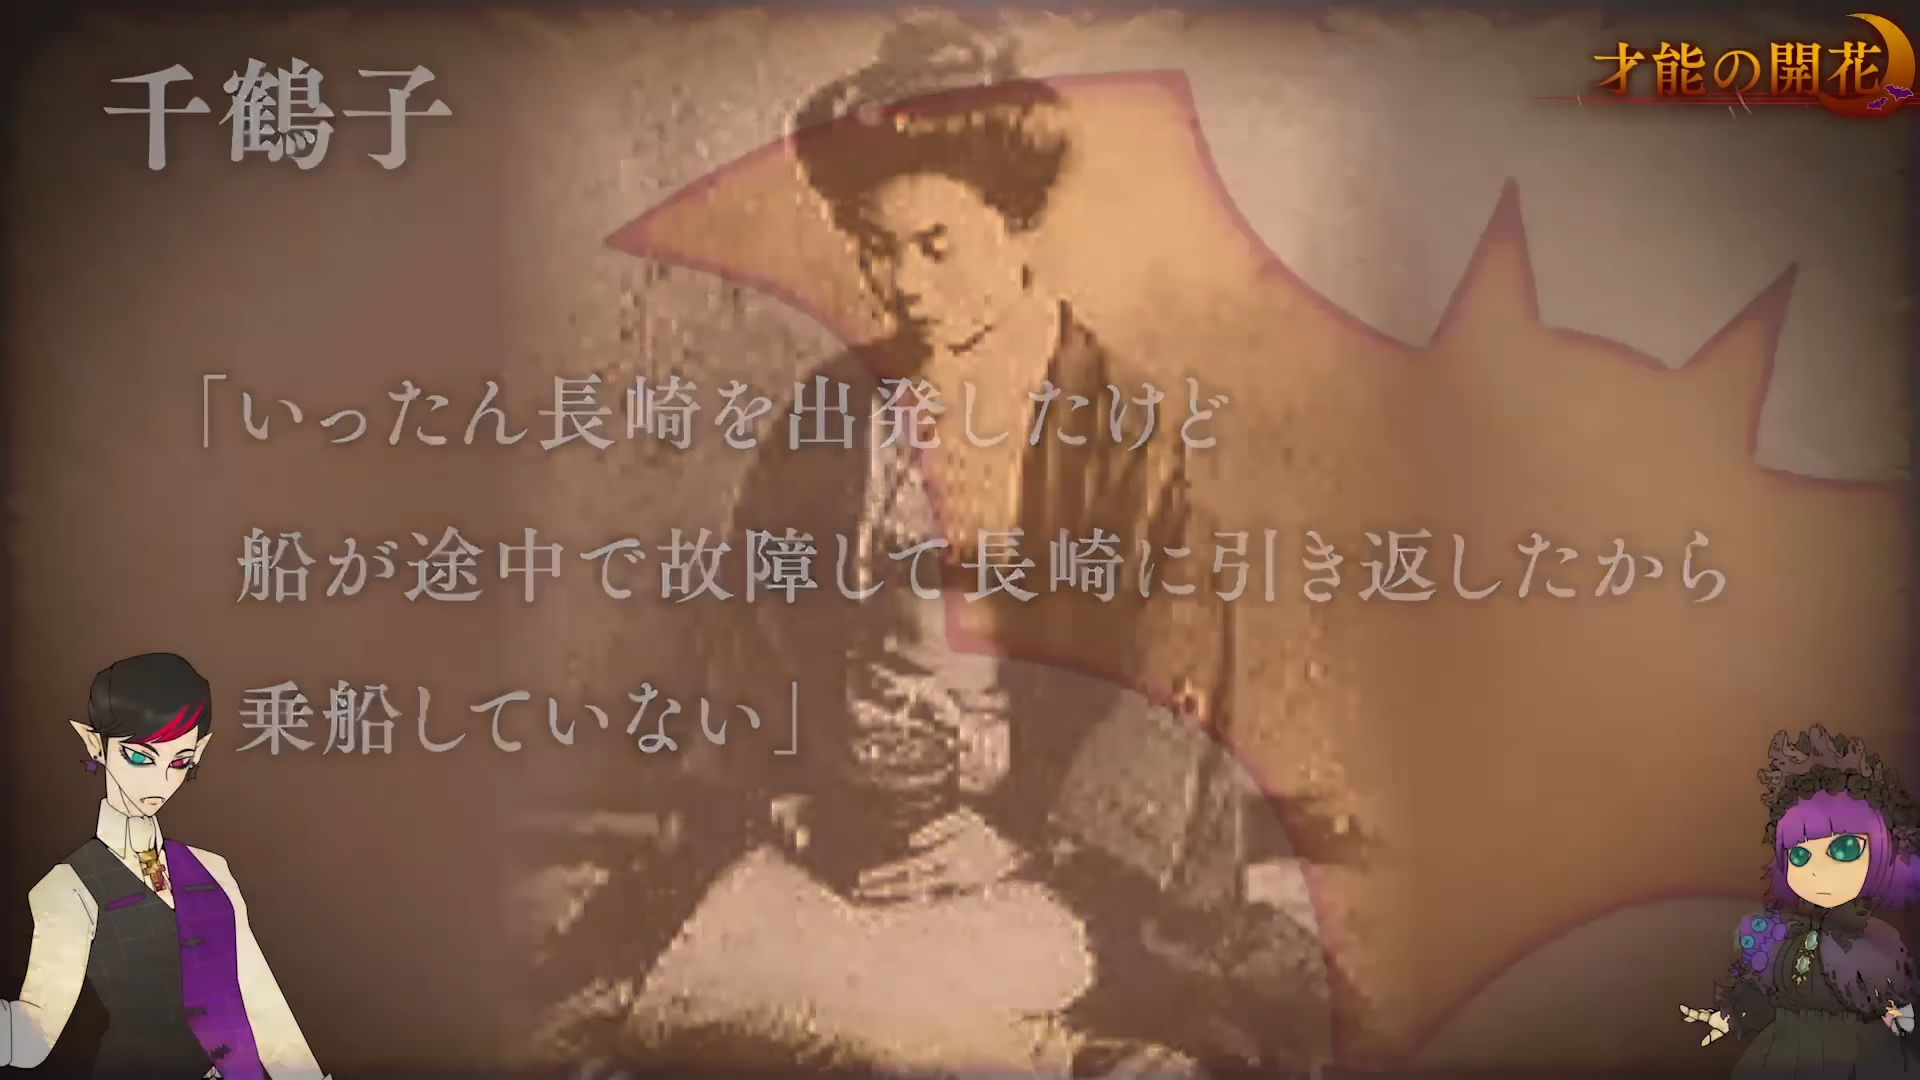 千鶴子
才能の開花
「いったん長崎を出発したけど
船が途中で故障して長崎に引き返したから
乗船していない」